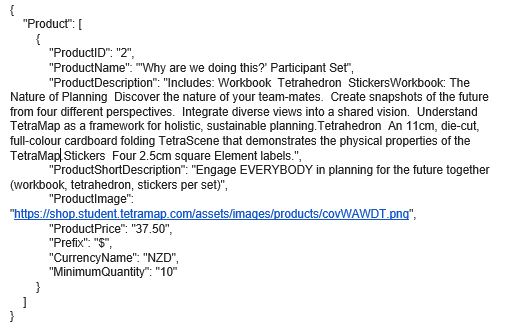 {
"Product": [
{
"ProductID": "2",
"ProductName": "'Why are we doing this?' Participant Set",
"ProductDescription": "Includes: Workbook  Tetrahedron  StickersWorkbook: The
Nature of Planning  Discover the nature of your team-mates.  Create snapshots of the future
from four different perspectives.  Integrate diverse views into a shared vision.  Understand
TetraMap as a framework for holistic, sustainable planning.Tetrahedron  An 11cm, die-cut,
full-colour cardboard folding TetraScene that demonstrates the physical properties of the
TetraMap.Stickers  Four 2.5cm square Element labels.",
"ProductShortDescription": "Engage EVERYBODY in planning for the future together
(workbook, tetrahedron, stickers per set)",
"ProductImage":
"https://shop.student.tetramap.com/assets/images/products/covWAWDT.png",
"ProductPrice": "37.50",
"Prefix": "$",
"CurrencyName": "NZD",
"MinimumQuantity": "10"
}
]
}